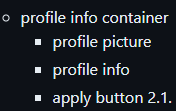 profile info container
profile picture
profile info
apply button 2.1.